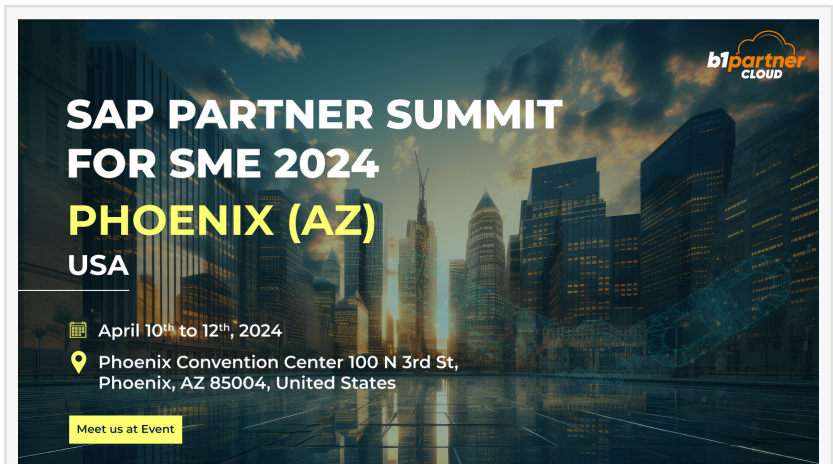 b1partner
CLOUD
SAP PARTNER SUMMIT
FOR SME 2024
PHOENIX (AZ)
USA
April 10th to 12th, 2024
Phoenix Convention Center 100 N 3rd St,
Phoenix, AZ 85004, United States
Meet us at Event